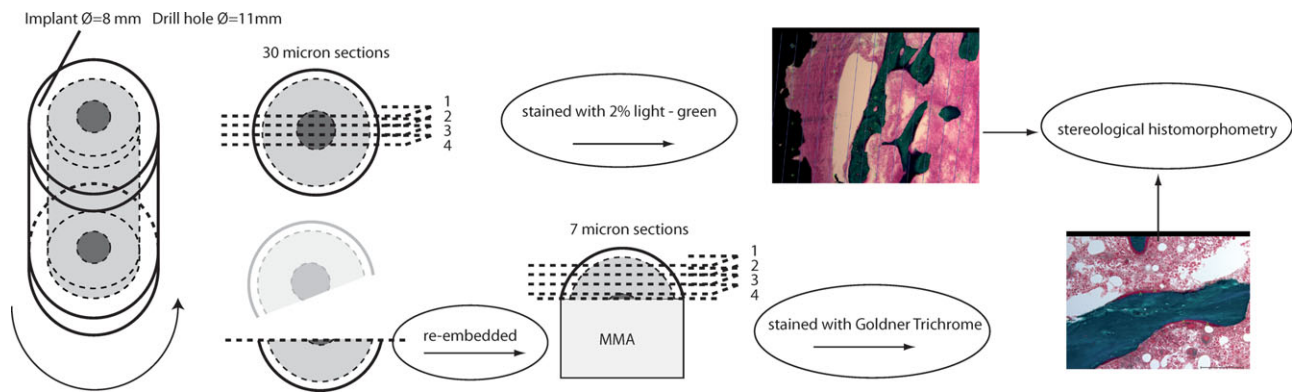 Implant Ø=8 mm Drill hole Ø=11mm
30 micron sections
1
2
3
4
stained with 2% light - green
stereological histomorphometry
7 micron sections
1
2
3
4
re-embedded
MMA
stained with Goldner Trichrome